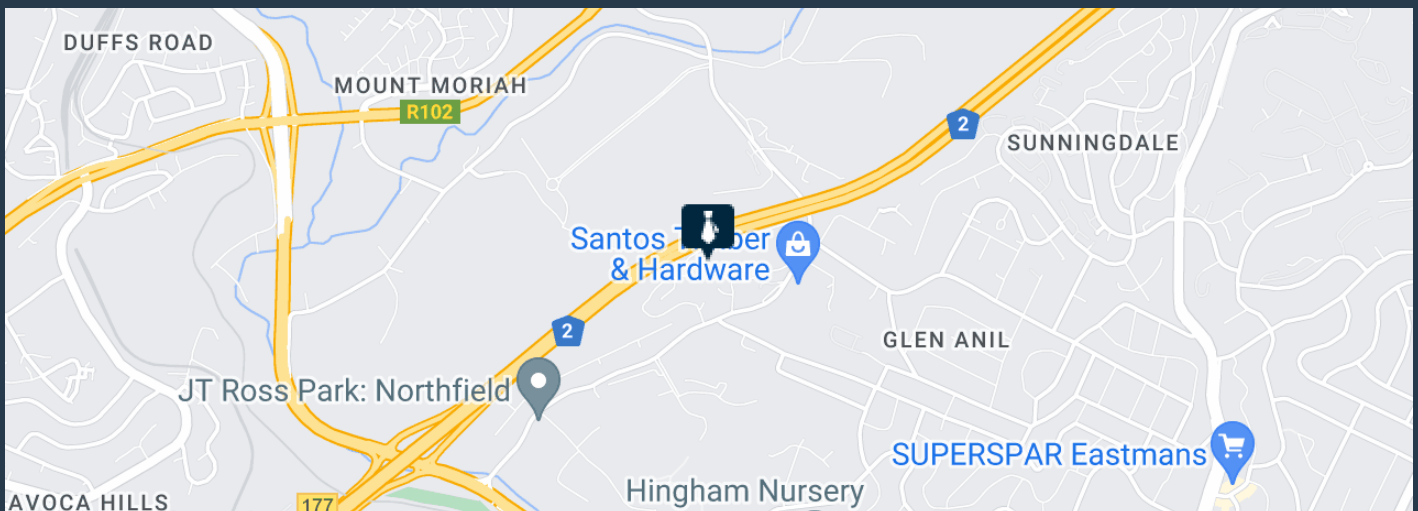 DUFFS ROAD
MOUNT MORIAH
R102
2
SUNNINGDALE
Santos
& Hardware
2
GLEN ANIL
JT Ross Park: Northfield
SUPERSPAR Eastmans
Hingham Nursery
AVOCA HILLS
177